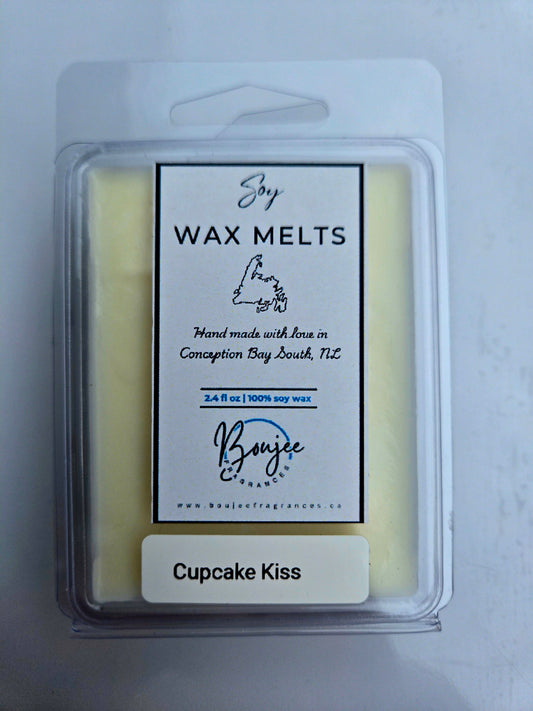 Soy
WAX MELTS
Hand made with love in
Conception Bay South, NL
2.4 fl oz | 100% soy wax
Boujee
FRAGRANCES
www.boujeefragrances.ca
Cupcake Kiss